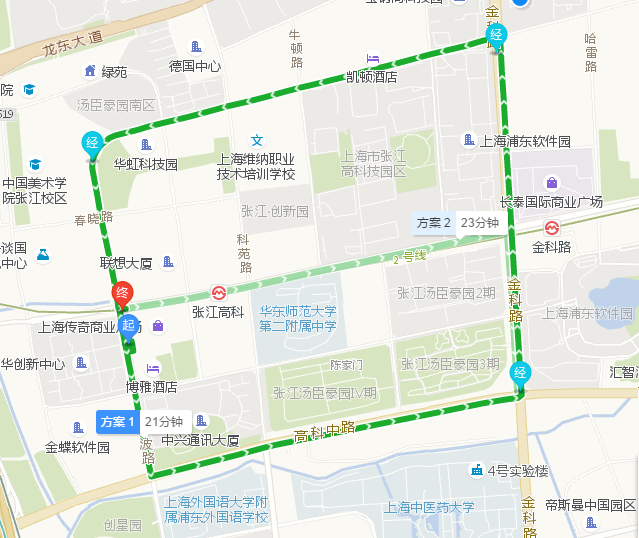 宝钢高科技园
金科路
经
龙东大道
牛顿路
哈雷路
德国中心
绿苑
院
凯顿酒店
汤臣豪园南区
519
经
上海浦东软件园
上海维纳职业
技术培训学校
上海市张江
高科技园区
华虹科技园
中国美术学
院张江校区
长泰国际商业广场
春晓路
张江·创新园
方案 2 23分钟
科苑路
谈国
中心
2 号线
金科路
联想大厦
终
张江高科
金科路
张江汤臣豪园2期
上海浦东软件园
华东师范大学
第二附属中学
起
上海传奇商业广场
华创新中心
陈家门
张江汤臣豪园3期
经
汇智
博雅酒店
张江汤臣豪园IV期
方案 1 21分钟
波路
高科中路
中兴通讯大厦
金蝶软件园
4号实验楼
上海外国语大学附
属浦东外国语学校
上海中医药大学
金科路
帝斯曼中国园区
创星园